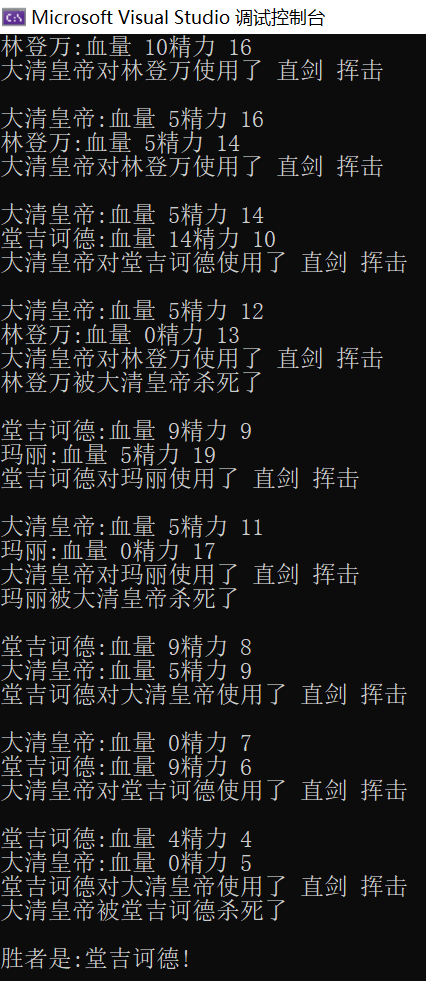 Microsoft Visual Studio 调试控制台
林登万:血量 10精力 16
大清皇帝对林登万使用了 直剑 挥击
大清皇帝:血量 5精力 16
林登万:血量 5精力 14
大清皇帝对林登万使用了 直剑 挥击
大清皇帝:血量 5精力 14
堂吉诃德:血量 14精力 10
大清皇帝对堂吉诃德使用了 直剑 挥击
大清皇帝:血量 5精力 12
林登万:血量 0精力 13
大清皇帝对林登万使用了 直剑 挥击
林登万被大清皇帝杀死了
堂吉诃德:血量 9精力 9
玛丽:血量 5精力 19
堂吉诃德对玛丽使用了 直剑 挥击
大清皇帝:血量 5精力 11
玛丽:血量 0精力 17
大清皇帝对玛丽使用了 直剑 挥击
玛丽被大清皇帝杀死了
堂吉诃德:血量 9精力 8
大清皇帝:血量 5精力 9
堂吉诃德对大清皇帝使用了 直剑 挥击
大清皇帝:血量 0精力 7
堂吉诃德:血量 9精力 6
大清皇帝对堂吉诃德使用了 直剑 挥击
堂吉诃德:血量 4精力 4
大清皇帝:血量 0精力 5
堂吉诃德对大清皇帝使用了 直剑 挥击
大清皇帝被堂吉诃德杀死了
胜者是:堂吉诃德!